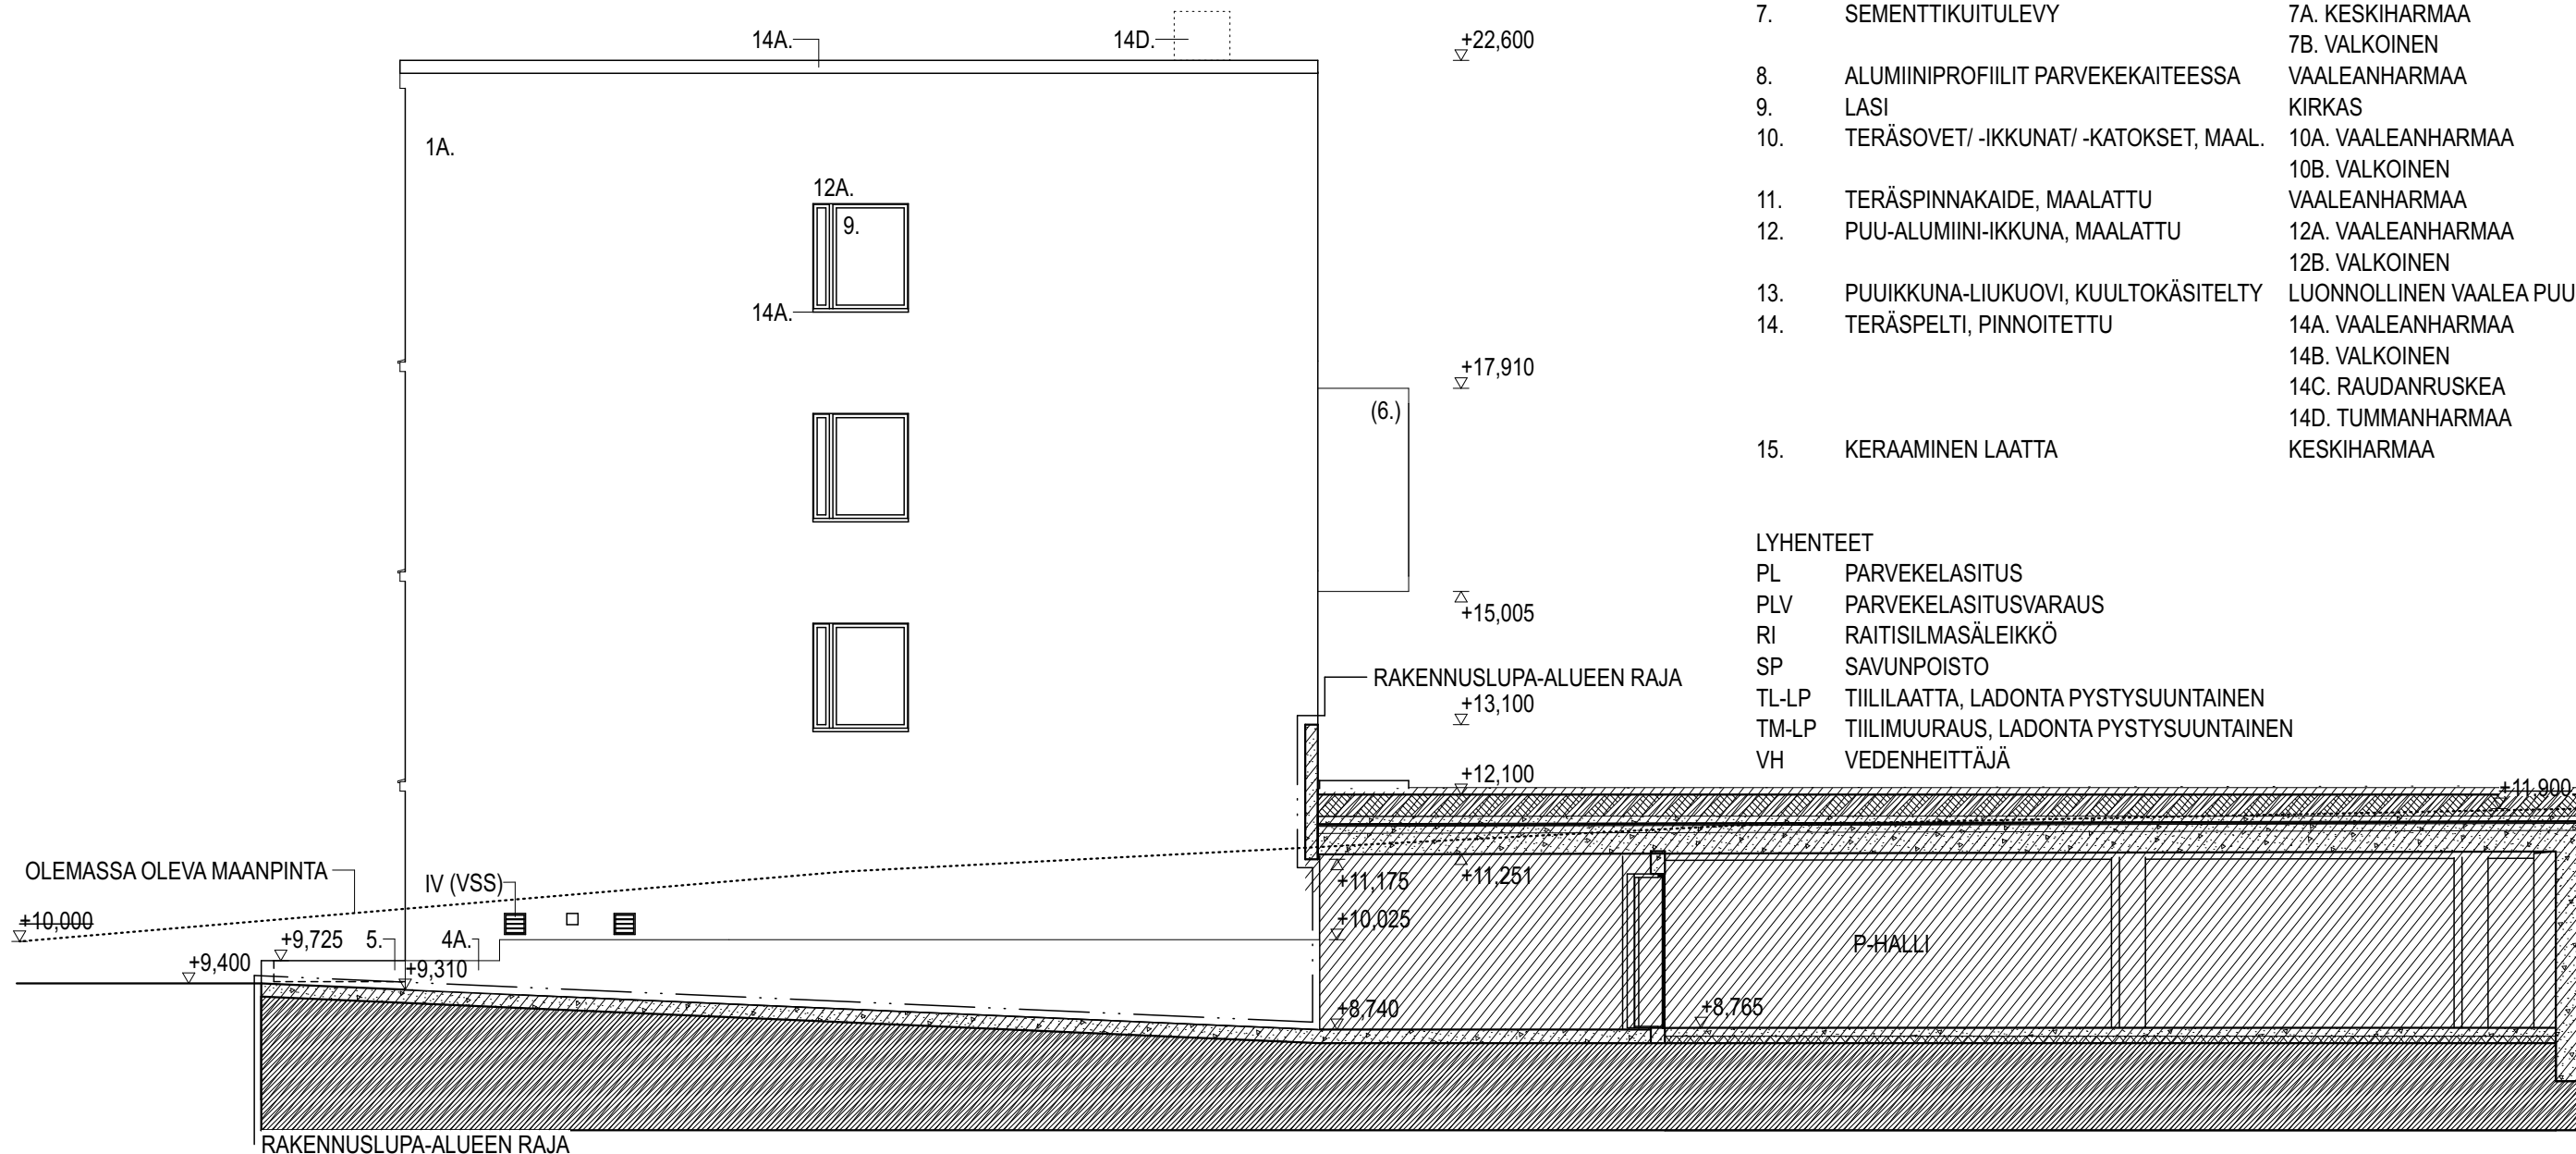 7. SEMENTTIKUITULEVY 7A. KESKIHARMAA
7B. VALKOINEN
8. ALUMIINIPROFIILIT PARVEKEKAITEESSA VAALEANHARMAA
9. LASI KIRKAS
10. TERÄSOVET/ -IKKUNAT/ -KATOKSET, MAAL. 10A. VAALEANHARMAA
10B. VALKOINEN
11. TERÄSPINNAKAIDE, MAALATTU VAALEANHARMAA
12. PUU-ALUMIINI-IKKUNA, MAALATTU 12A. VAALEANHARMAA
12B. VALKOINEN
13. PUUIKKUNA-LIUKUOVI, KUULTOKÄSITELTY LUONNOLLINEN VAALEA PUU
14. TERÄSPELTI, PINNOITETTU 14A. VAALEANHARMAA
14B. VALKOINEN
14C. RAUDANRUSKEA
14D. TUMMANHARMAA
15. KERAAMINEN LAATTA KESKIHARMAA
LYHENTEET
PL PARVEKELASITUS
PLV PARVEKELASITUSVARAUS
RI RAITISILMASÄLEIKKÖ
SP SAVUNPOISTO
TL-LP TIILILAATTA, LADONTA PYSTYSUUNTAINEN
TM-LP TIILIMUURAUS, LADONTA PYSTYSUUNTAINEN
VH VEDENHEITTÄJÄ
14A.
14D.
+22,600
1A.
12A.
9.
14A.
+17,910
(6.)
+15,005
RAKENNUSLUPA-ALUEEN RAJA
+13,100
+12,100
+11,900
OLEMASSA OLEVA MAANPINTA
IV (VSS)
+11,175
+11,251
+10,000
+10,025
+9,725
5.
4A.
P-HALLI
+9,400
+9,310
+8,740
+8,765
RAKENNUSLUPA-ALUEEN RAJA